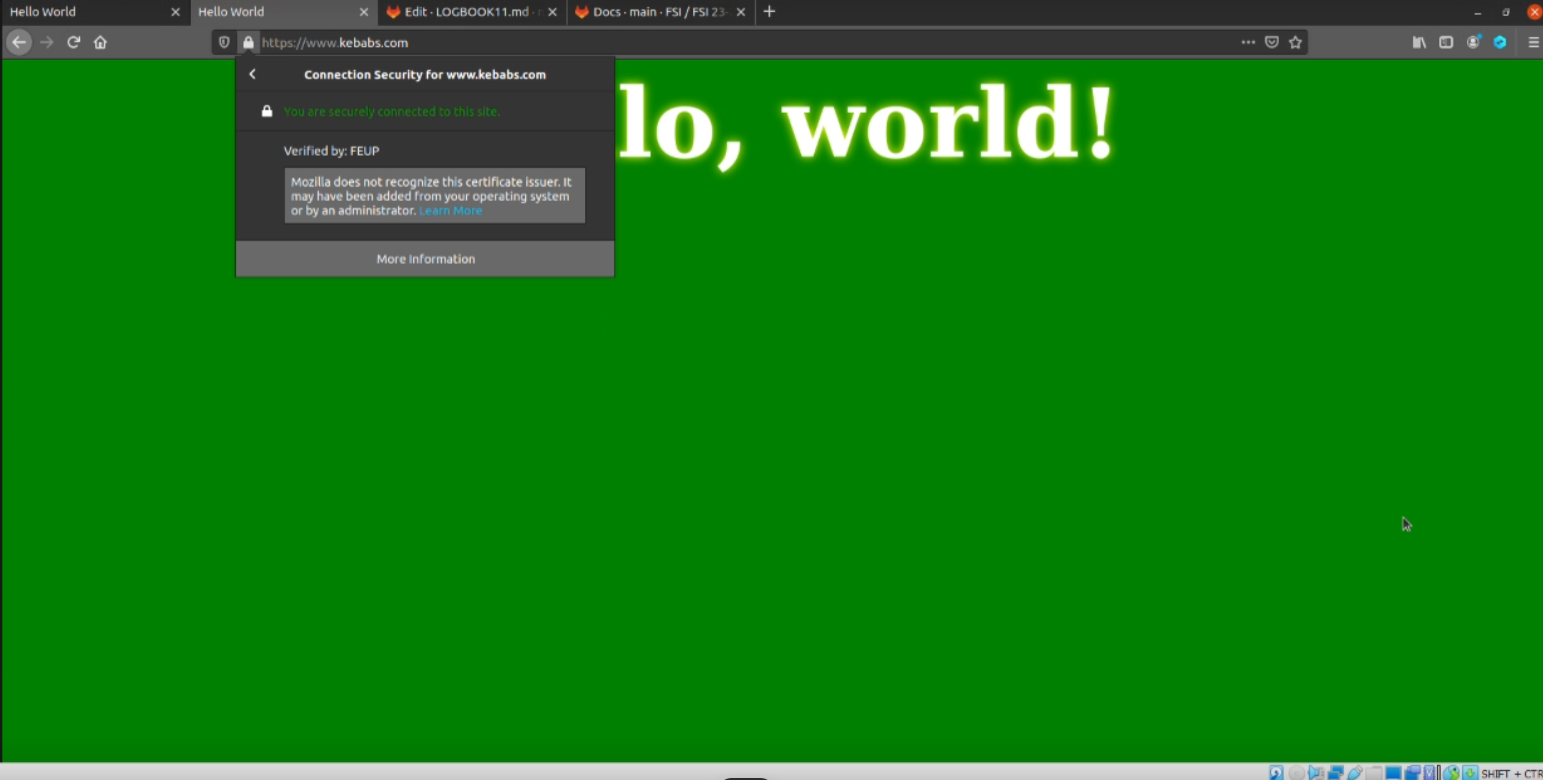 Hello World
Hello World
Edit · LOGBOOK11.md ·
Docs · main · FSI / FSI 23-
https://www.kebabs.com
Connection Security for www.kebabs.com
lo, world!
You are securely connected to this site.
Verified by: FEUP
Mozilla does not recognize this certificate issuer. It
may have been added from your operating system
or by an administrator. Learn More
More Information
SHIFT + CTR